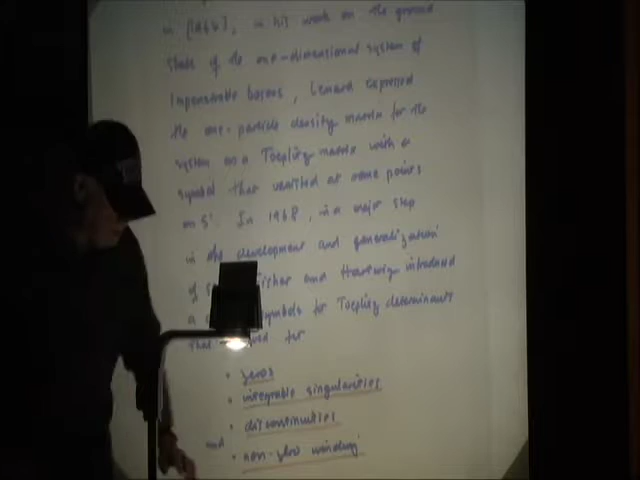 in [1964], in his work on the ground
state of the one-dimensional system of
impenetrable bosons, Lenard expressed
the one-particle density matrix for the
system as a Toeplitz matrix with a
symbol that vanished at some points
on S'. In 1968, in a major step
in the development and generalization
of Fisher and Hartwig introduced
a symbols for Toeplitz determinants
that for
• zeros
• integrable singularities
• discontinuities
and • non-zero winding